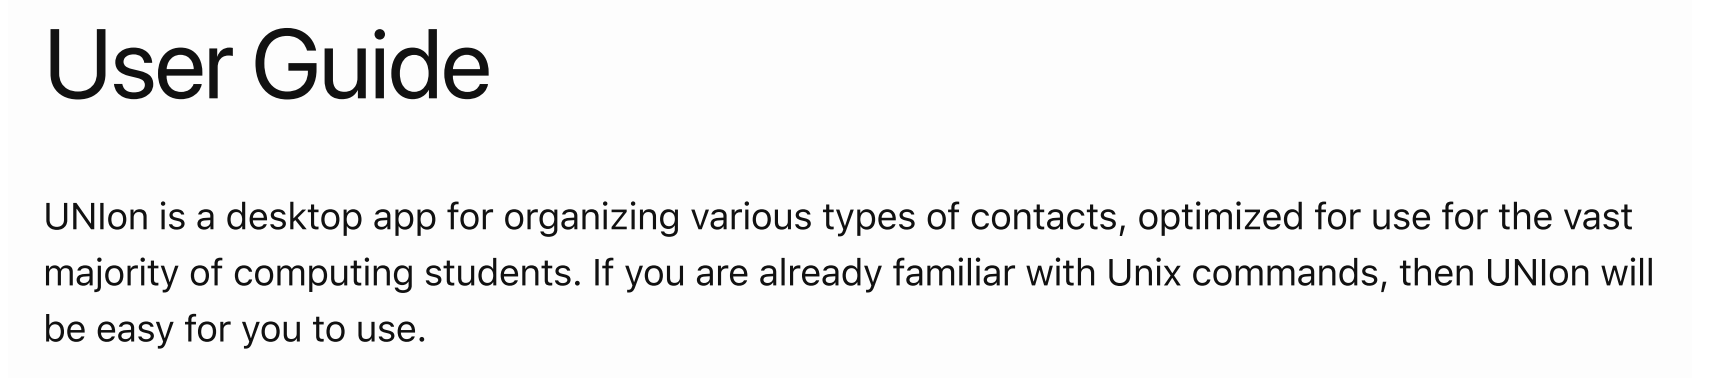 User Guide
UNIon is a desktop app for organizing various types of contacts, optimized for use for the vast
majority of computing students. If you are already familiar with Unix commands, then UNIon will
be easy for you to use.